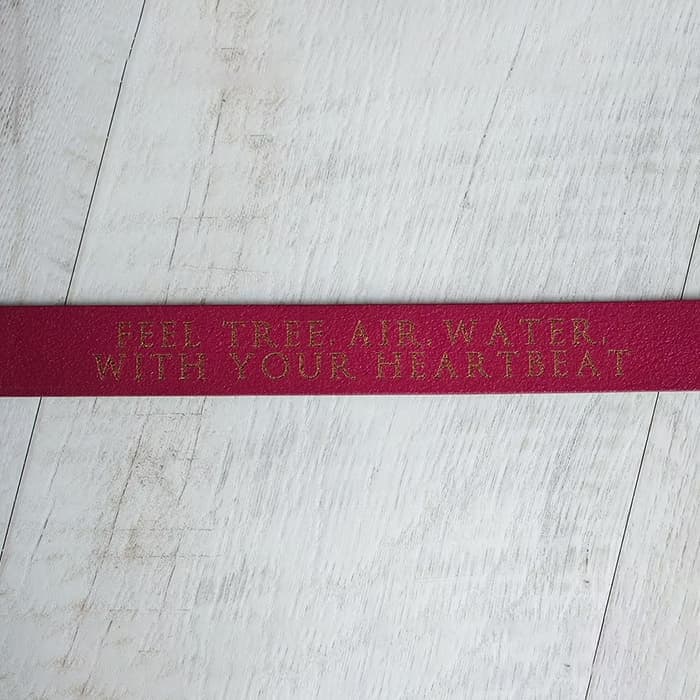 FEEL TREE, AIR, WATER,
WITH YOUR HEARTBEAT